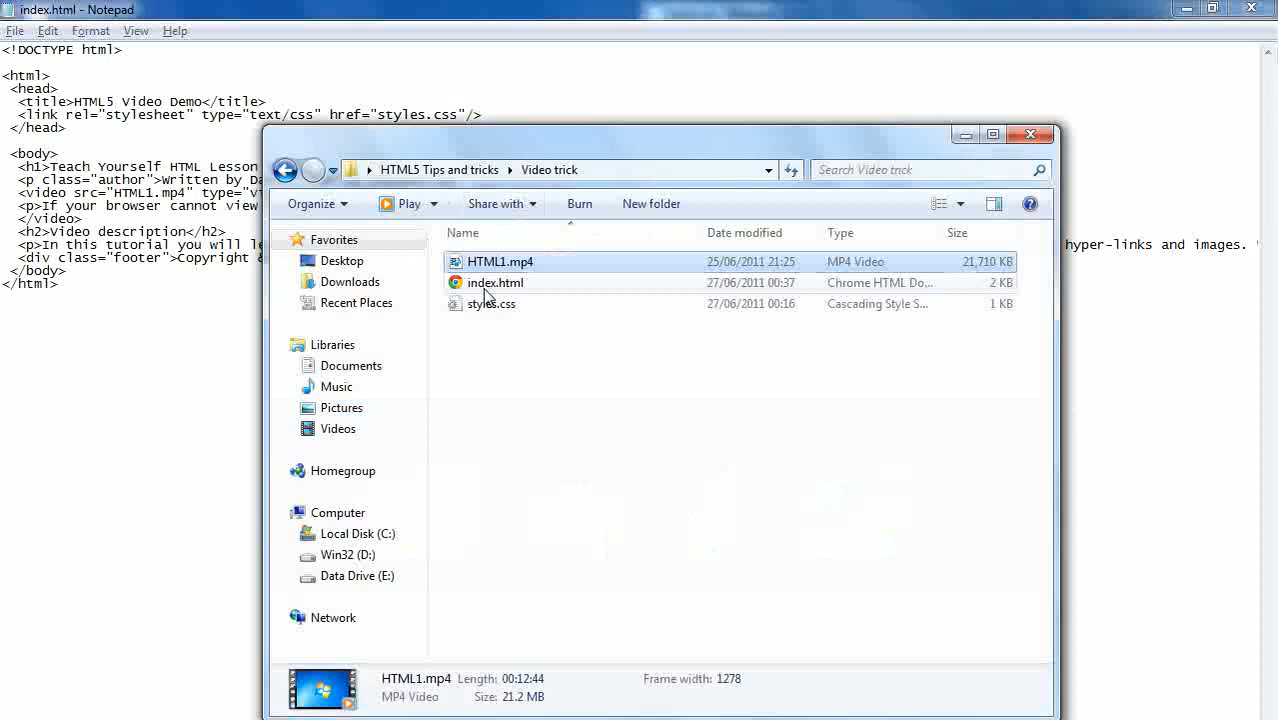 index.html - Notepad
File Edit Format View Help
<!DOCTYPE html>
<html>
<head>
<title>HTML5 Video Demo</title>
<link rel="stylesheet" type="text/css" href="styles.css"/>
</head>
<body>
<h1>Teach Yourself HTML Lesson
<p class="author">Written by Da
<video src="HTML1.mp4" type="v
<p>If your browser cannot view
</video>
<h2>Video description</h2>
<p>In this tutorial you will le hyper-links and images.
<div class="footer">Copyright &
</body>
</html>
HTML5 Tips and tricks Video trick Search Video trick
Organize Play Share with Burn New folder
Name Date modified Type Size
HTML1.mp4 25/06/2011 21:25 MP4 Video 21,710 KB
index.html 27/06/2011 00:37 Chrome HTML Do... 2 KB
styles.css 27/06/2011 00:16 Cascading Style S... 1 KB
Favorites
Desktop
Downloads
Recent Places
Libraries
Documents
Music
Pictures
Videos
Homegroup
Computer
Local Disk (C:)
Win32 (D:)
Data Drive (E:)
Network
HTML1.mp4 Length: 00:12:44 Frame width: 1278
MP4 Video Size: 21.2 MB